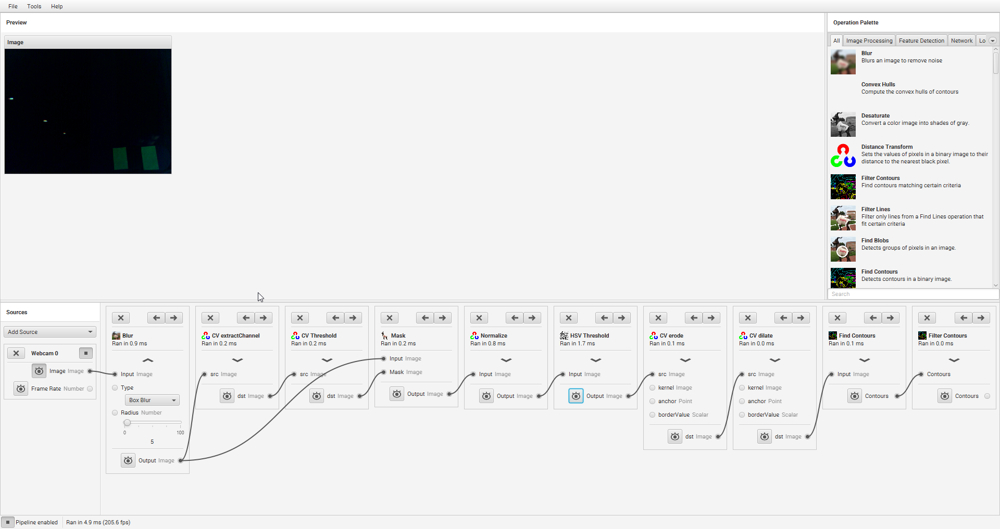 File Tools Help
Preview
Image
Operation Palette
All Image Processing Feature Detection Network Lo
Blur
Blurs an image to remove noise
Convex Hulls
Compute the convex hulls of contours
Desaturate
Convert a color image into shades of gray.
Distance Transform
Sets the values of pixels in a binary image to their
distance to the nearest black pixel.
Filter Contours
Find contours matching certain criteria
Filter Lines
Filter only lines from a Find Lines operation that
fit certain criteria
Find Blobs
Detects groups of pixels in an image.
Find Contours
Detects contours in a binary image.
Search
Sources
Add Source
Webcam 0
Image Image
Frame Rate Number
Blur
Ran in 0.9 ms
Input Image
Type
Box Blur
Radius Number
0 100
5
Output Image
CV extractChannel
Ran in 0.2 ms
src Image
dst Image
CV Threshold
Ran in 0.2 ms
src Image
dst Image
Mask
Ran in 0.2 ms
Input Image
Mask Image
Output Image
Normalize
Ran in 0.8 ms
Input Image
Output Image
HSV Threshold
Ran in 1.7 ms
Input Image
Output Image
CV erode
Ran in 0.1 ms
src Image
kernel Image
anchor Point
borderValue Scalar
dst Image
CV dilate
Ran in 0.0 ms
src Image
kernel Image
anchor Point
borderValue Scalar
dst Image
Find Contours
Ran in 0.1 ms
Input Image
Contours
Filter Contours
Ran in 0.0 ms
Contours
Contours
Pipeline enabled
Ran in 4.9 ms (205.6 fps)